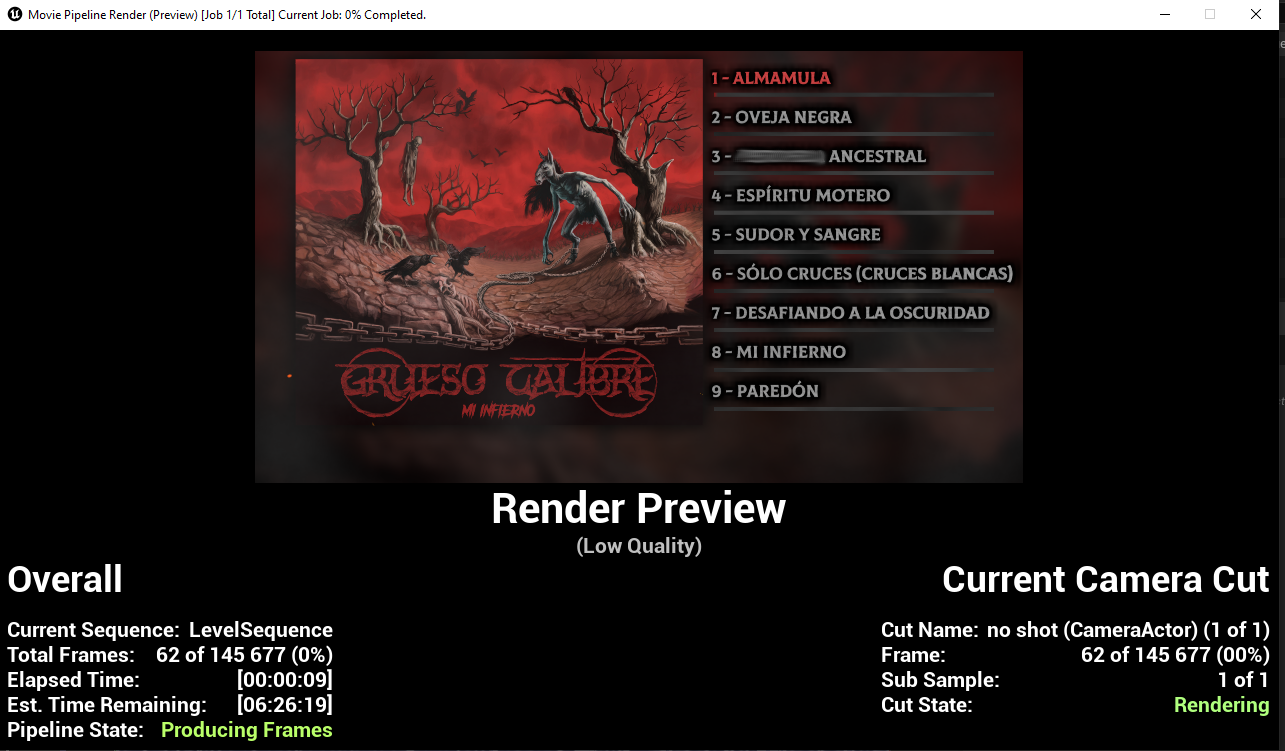 Movie Pipeline Render (Preview) [Job 1/1 Total] Current Job: 0% Completed.
1 - ALMAMULA
2 - OVEJA NEGRA
3 - ANCESTRAL
4 - ESPÍRITU MOTERO
5 - SUDOR Y SANGRE
6 - SÓLO CRUCES (CRUCES BLANCAS)
7 - DESAFIANDO A LA OSCURIDAD
8 - MI INFIERNO
9 - PAREDÓN
GRUESO CALIBRE
MI INFIERNO
Render Preview
(Low Quality)
Overall
Current Sequence: LevelSequence
Total Frames: 62 of 145 677 (0%)
Elapsed Time: [00:00:09]
Est. Time Remaining: [06:26:19]
Pipeline State: Producing Frames
Current Camera Cut
Cut Name: no shot (CameraActor) (1 of 1)
Frame: 62 of 145 677 (00%)
Sub Sample: 1 of 1
Cut State: Rendering